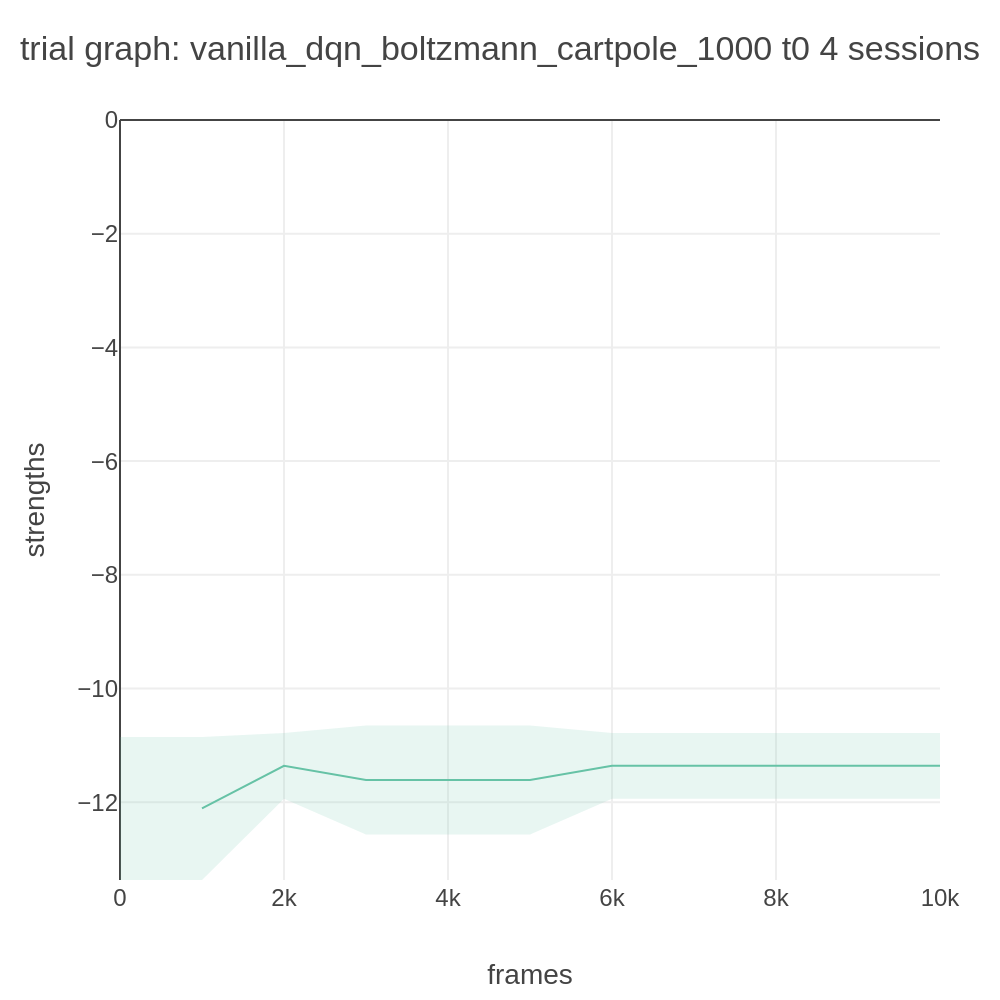 trial graph: vanilla_dqn_boltzmann_cartpole_1000 t0 4 sessions
0
−2
−4
−6
−8
−10
−12
strengths
0 2k 4k 6k 8k 10k
frames